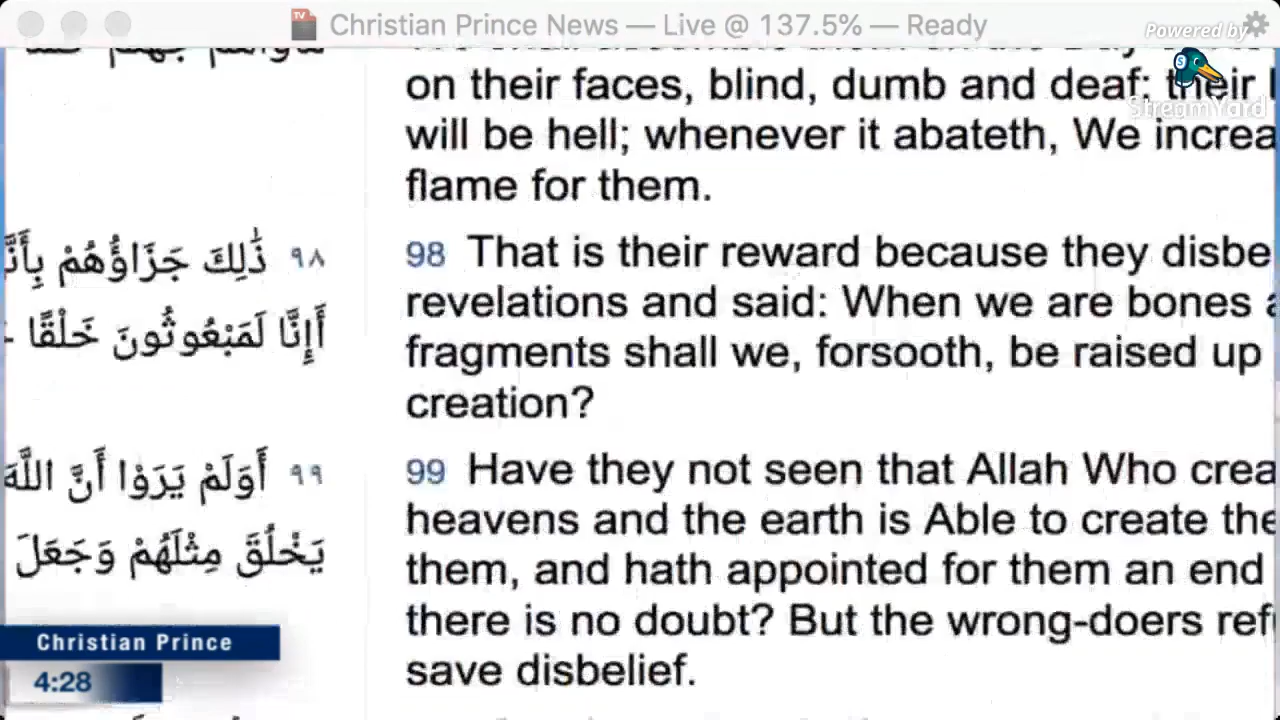 Christian Prince News — Live @ 137.5% — Ready
Powered by
StreamYard
on their faces, blind, dumb and deaf; their
will be hell; whenever it abateth, We increa
flame for them.
٩٨ ذَٰلِكَ جَزَاؤُهُمْ بِأَنَّ
أَإِنَّا لَمَبْعُوثُونَ خَلْقًا
98 That is their reward because they disbe
revelations and said: When we are bones a
fragments shall we, forsooth, be raised up
creation?
٩٩ أَوَلَمْ يَرَوْا أَنَّ اللَّهَ
يَخْلُقَ مِثْلَهُمْ وَجَعَلَ
99 Have they not seen that Allah Who crea
heavens and the earth is Able to create the
them, and hath appointed for them an end
there is no doubt? But the wrong-doers ref
save disbelief.
Christian Prince
4:28